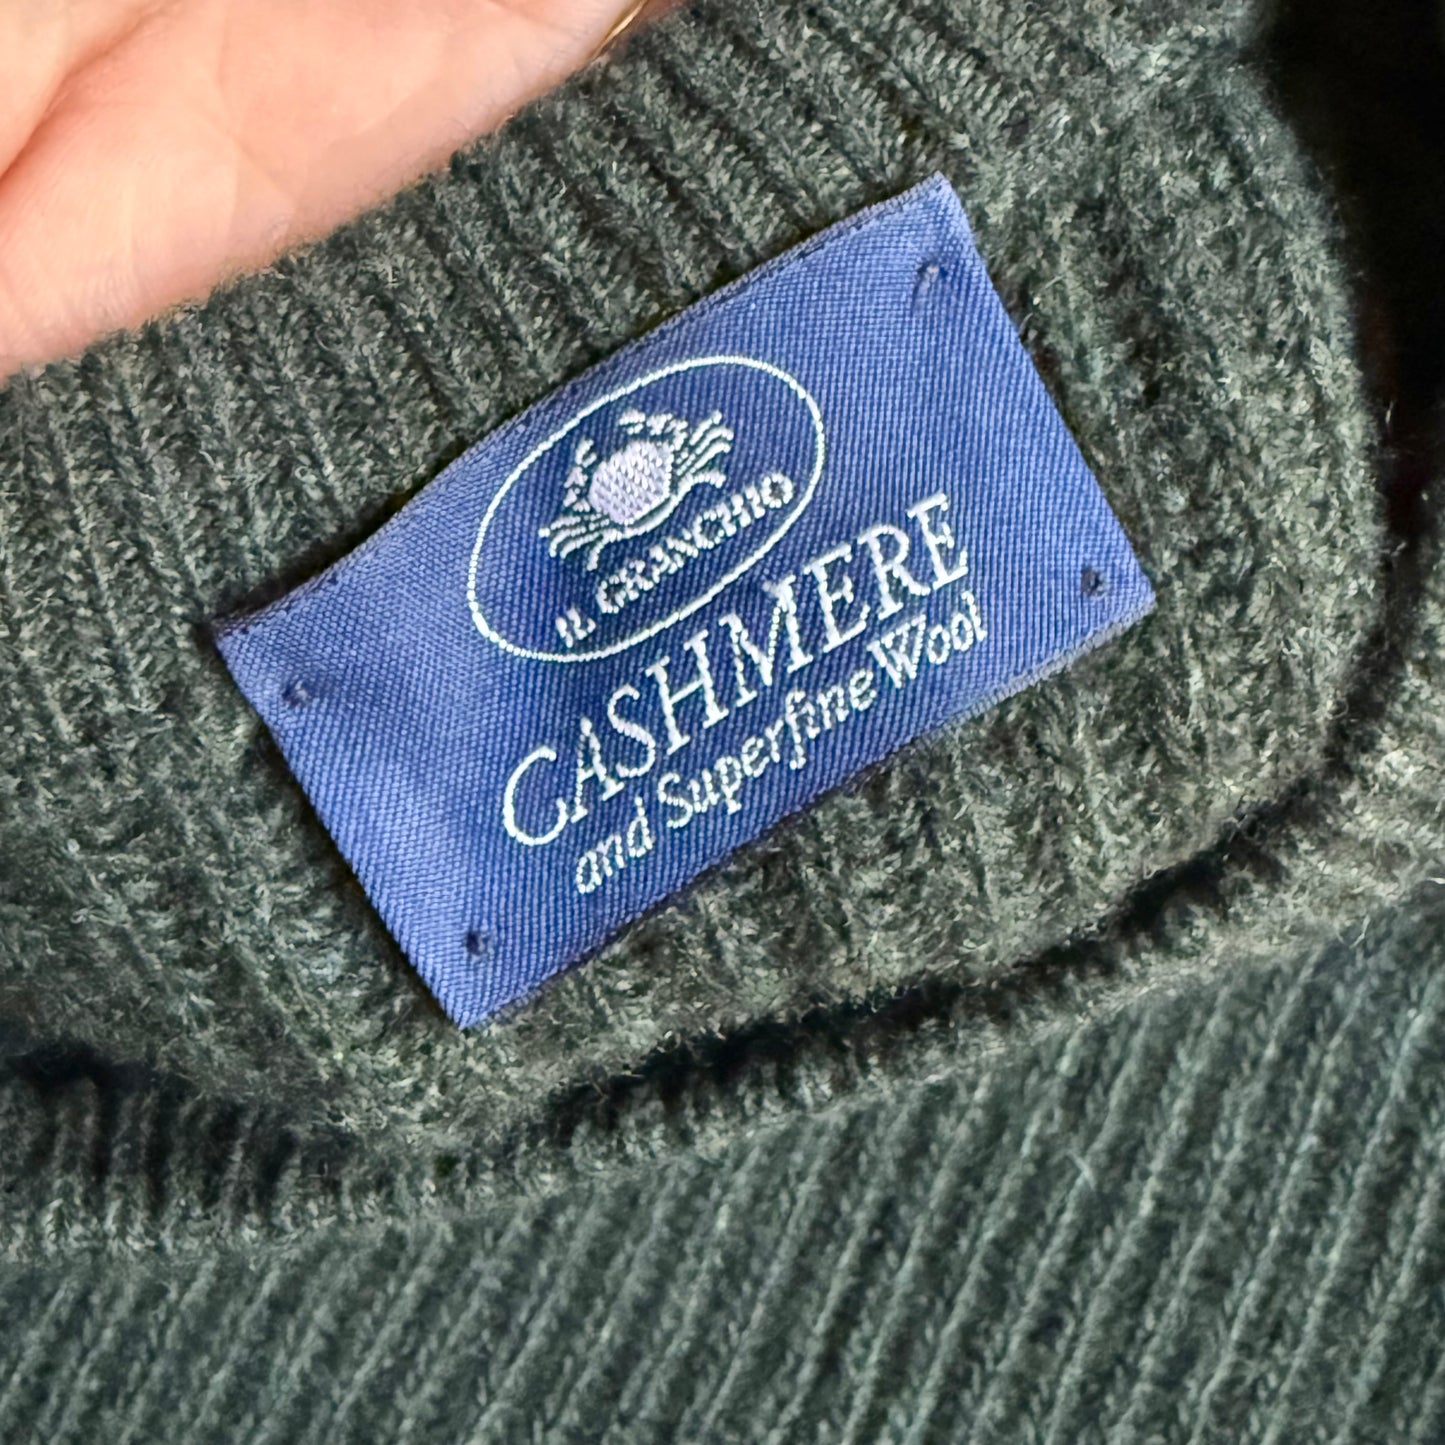 IL GRANCHIO
CASHMERE
and Superfine Wool